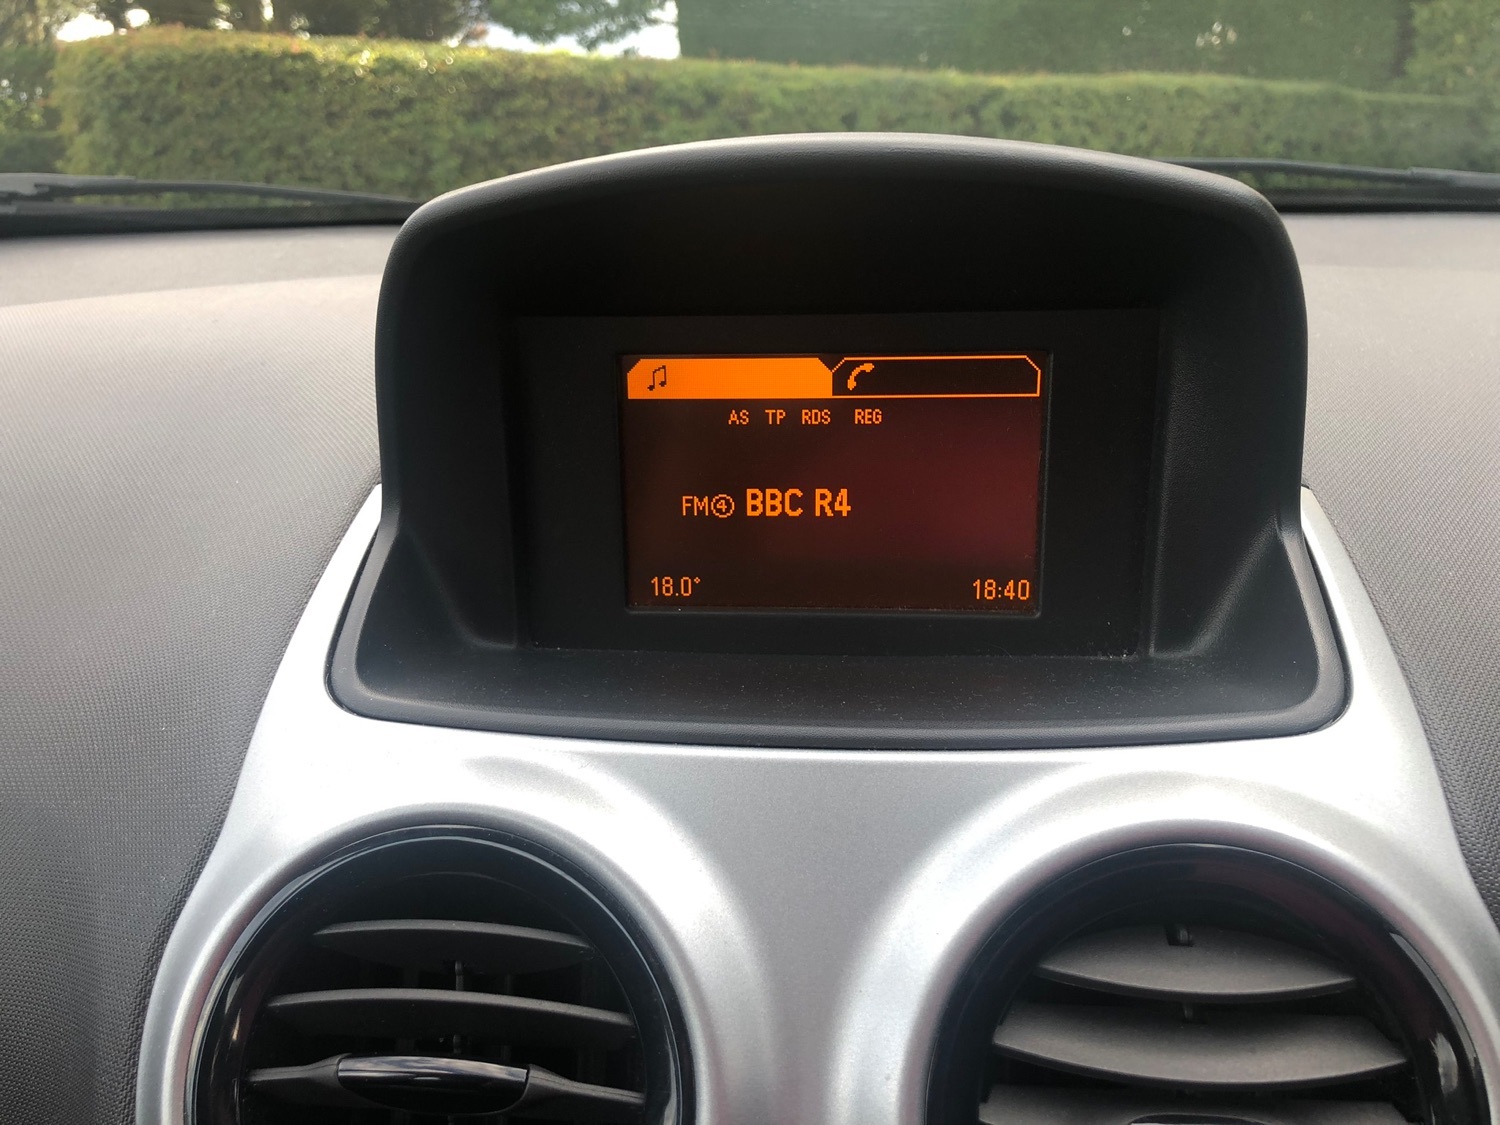 AS TP RDS REG
FM④ BBC R4
18.0° 18:40